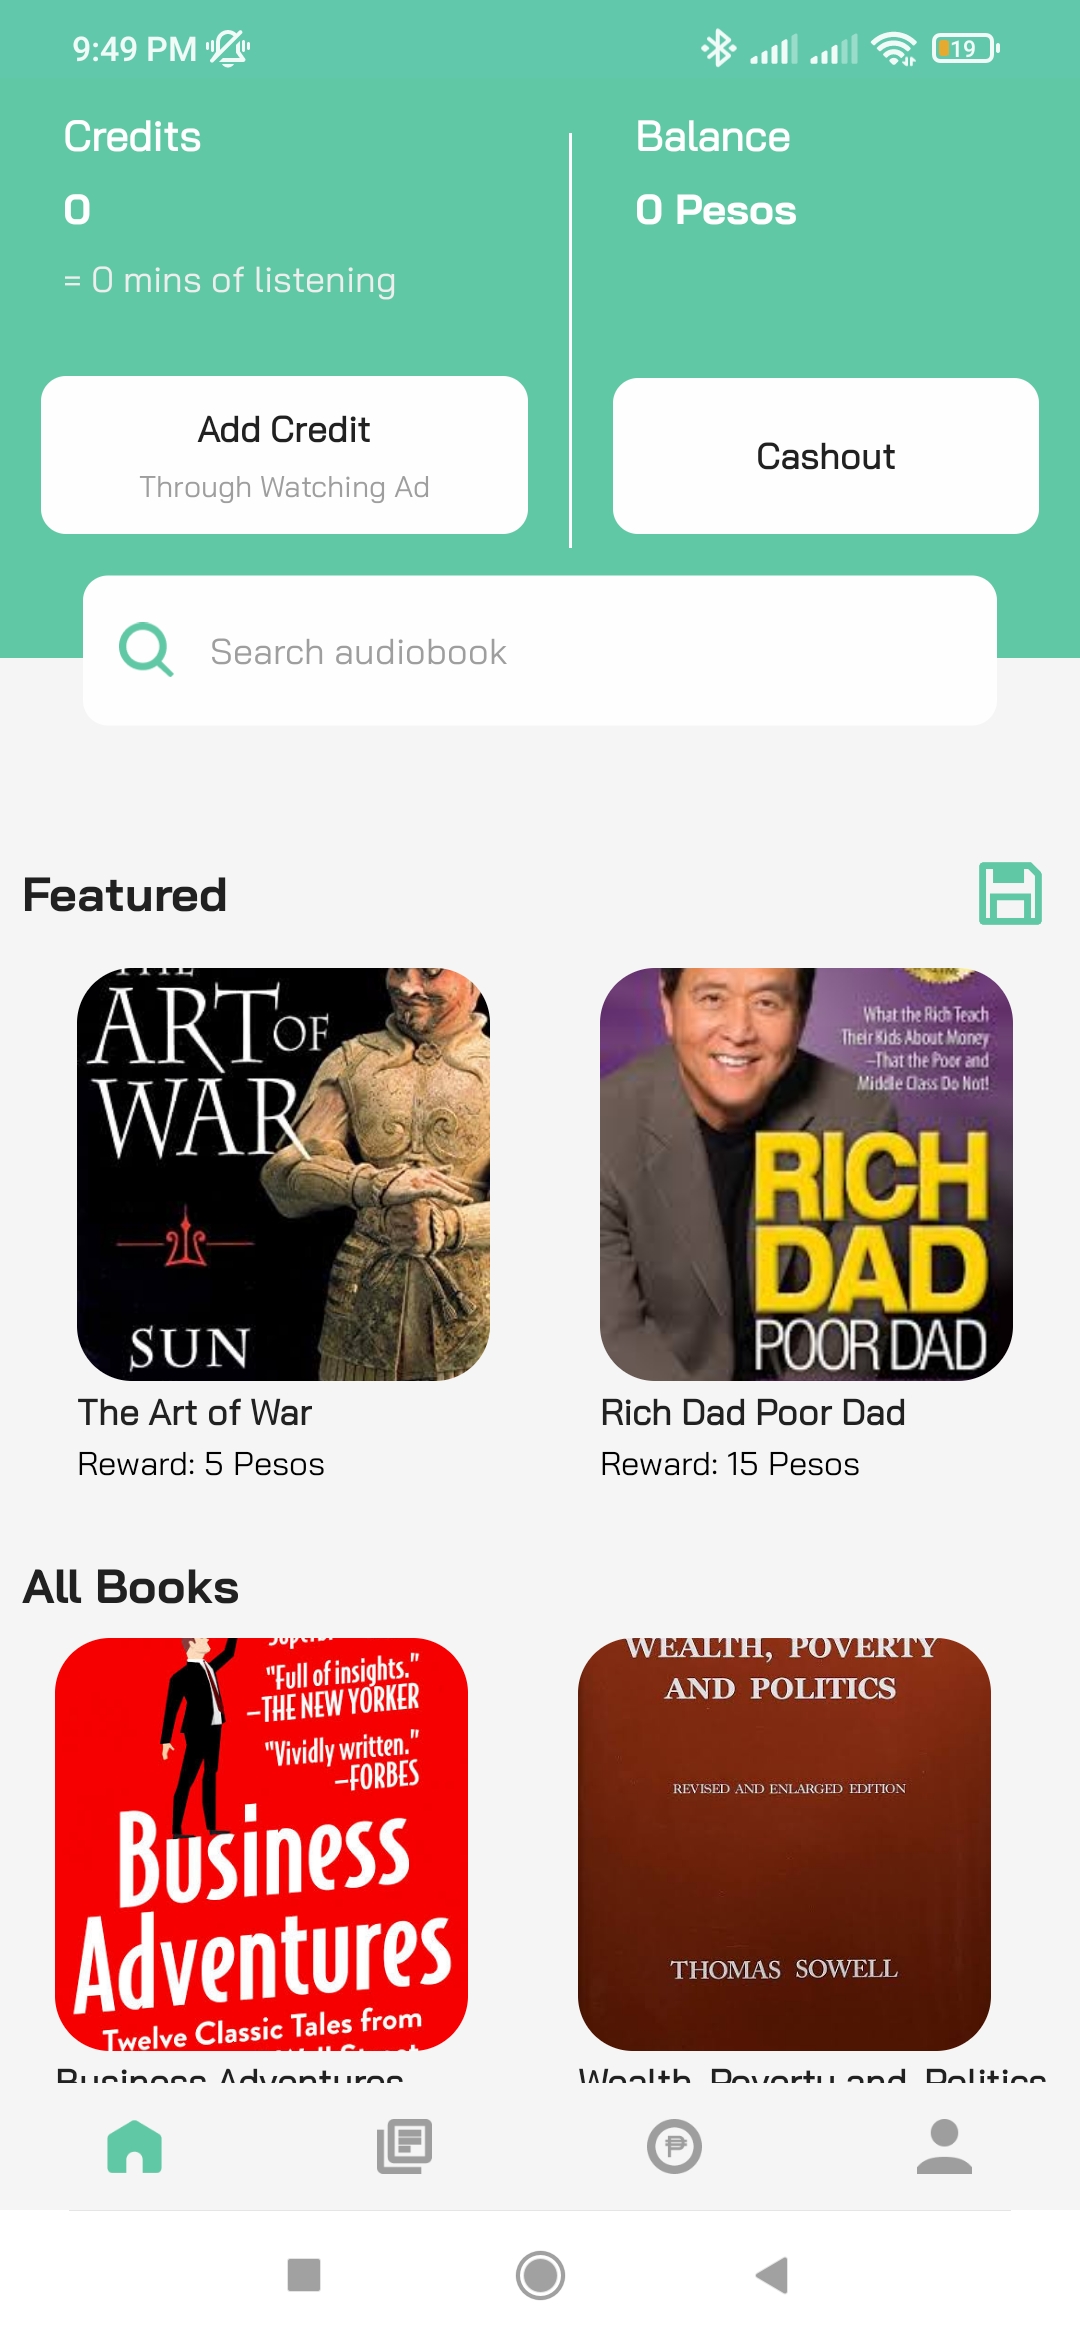 9:49 PM
19
Credits
0
= 0 mins of listening
Balance
0 Pesos
Add Credit
Through Watching Ad
Cashout
Search audiobook
Featured
THE
ART OF
WAR
SUN
What the Rich Teach
Their Kids About Money
–That the Poor and
Middle Class Do Not!
RICH
DAD
POOR DAD
The Art of War
Reward: 5 Pesos
Rich Dad Poor Dad
Reward: 15 Pesos
All Books
"Full of insights."
–THE NEW YORKER
"Vividly written."
–FORBES
Business
Adventures
Twelve Classic Tales from
WEALTH, POVERTY
AND POLITICS
REVISED AND ENLARGED EDITION
THOMAS SOWELL
Business Adventures
Wealth, Poverty and Politics